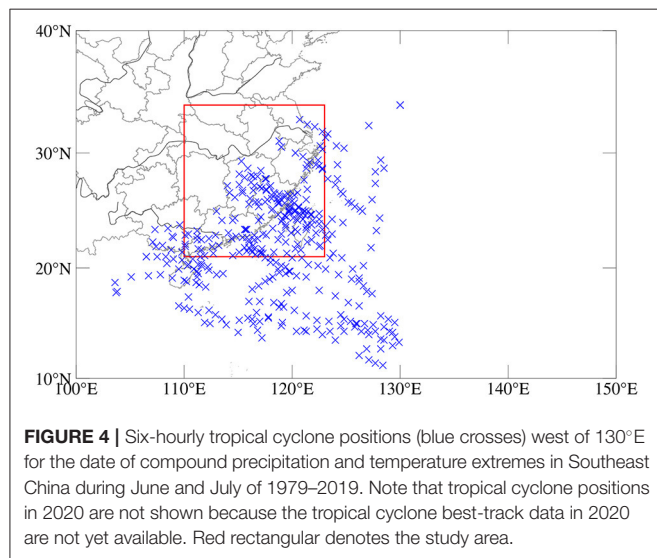 40°N
30°N
20°N
10°N
100°E 110°E 120°E 130°E 140°E 150°E
FIGURE 4 | Six-hourly tropical cyclone positions (blue crosses) west of 130°E
for the date of compound precipitation and temperature extremes in Southeast
China during June and July of 1979–2019. Note that tropical cyclone positions
in 2020 are not shown because the tropical cyclone best-track data in 2020
are not yet available. Red rectangular denotes the study area.